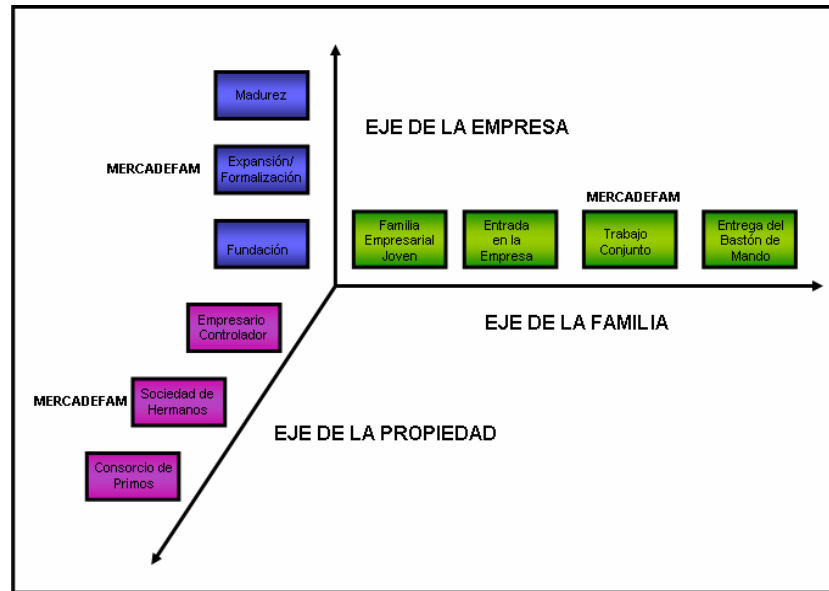 Madurez
EJE DE LA EMPRESA
MERCADEFAM
Expansión/
Formalización
MERCADEFAM
Fundación
Familia
Empresarial
Joven
Entrada
en la
Empresa
Trabajo
Conjunto
Entrega del
Bastón de
Mando
EJE DE LA FAMILIA
Empresario
Controlador
MERCADEFAM
Sociedad de
Hermanos
EJE DE LA PROPIEDAD
Consorcio de
Primos